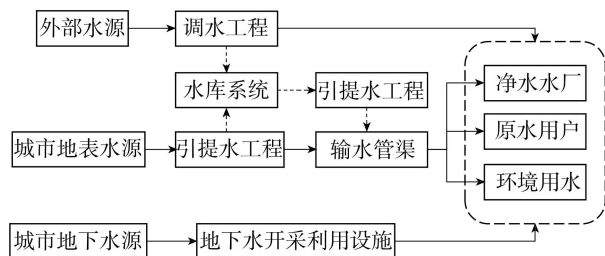 外部水源
调水工程
水库系统
引提水工程
净水水厂
城市地表水源
引提水工程
输水管渠
原水用户
环境用水
城市地下水源
地下水开采利用设施